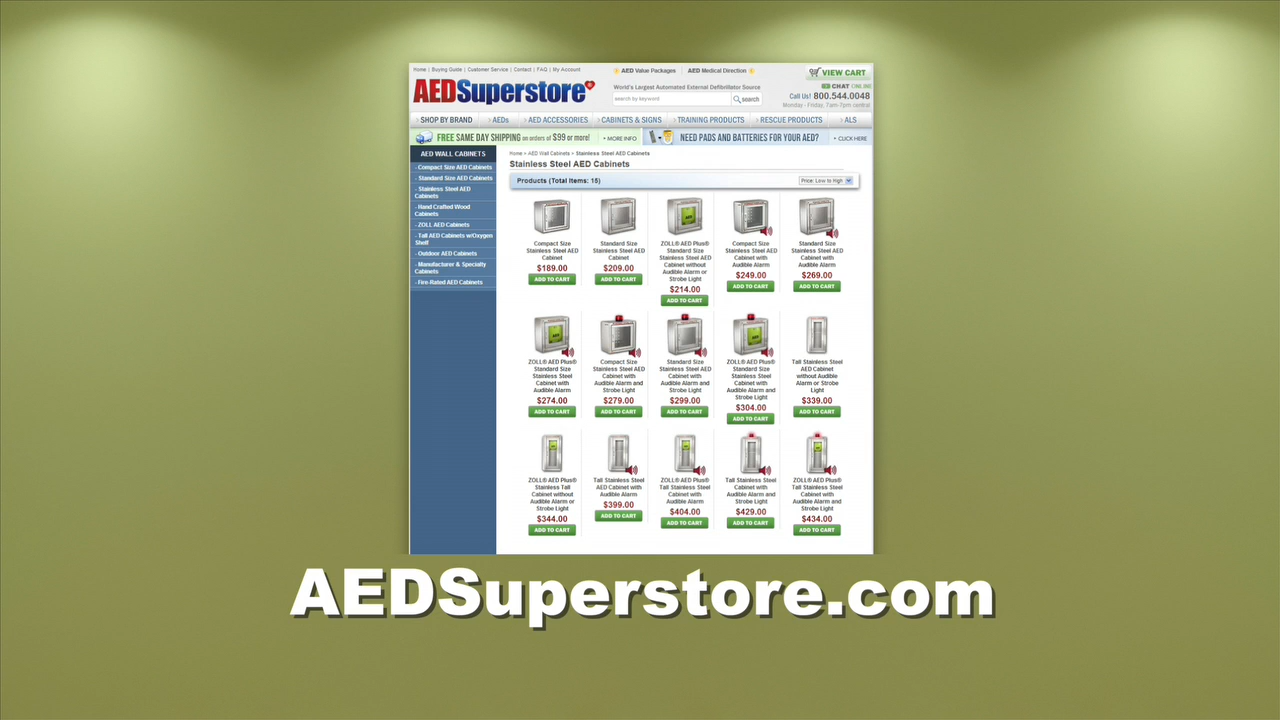 Home | Buying Guide | Customer Service | Contact | FAQ | My Account
AED Value Packages | AED Medical Direction
VIEW CART
AEDSuperstore
World's Largest Automated External Defibrillator Source
search by keyword
search
CHAT ONLINE
Call Us! 800.544.0048
Monday - Friday, 7am-7pm central
SHOP BY BRAND
AEDs
AED ACCESSORIES
CABINETS & SIGNS
TRAINING PRODUCTS
RESCUE PRODUCTS
ALS
FREE SAME DAY SHIPPING on orders of $99 or more!
MORE INFO
NEED PADS AND BATTERIES FOR YOUR AED?
CLICK HERE
AED WALL CABINETS
- Compact Size AED Cabinets
- Standard Size AED Cabinets
- Stainless Steel AED
Cabinets
- Hand Crafted Wood
Cabinets
- ZOLL AED Cabinets
- Tall AED Cabinets w/Oxygen
Shelf
- Outdoor AED Cabinets
- Manufacturer & Specialty
Cabinets
- Fire-Rated AED Cabinets
Home » AED Wall Cabinets » Stainless Steel AED Cabinets
Stainless Steel AED Cabinets
Products (Total Items: 15)
Price: Low to High
Compact Size
Stainless Steel AED
Cabinet
$189.00
ADD TO CART
Standard Size
Stainless Steel AED
Cabinet
$209.00
ADD TO CART
ZOLL® AED Plus®
Standard Size
Stainless Steel
Cabinet without
Audible Alarm or
Strobe Light
$214.00
ADD TO CART
Compact Size
Stainless Steel AED
Cabinet with
Audible Alarm
$249.00
ADD TO CART
Standard Size
Stainless Steel AED
Cabinet with
Audible Alarm
$269.00
ADD TO CART
ZOLL® AED Plus®
Standard Size
Stainless Steel
Cabinet with
Audible Alarm
$274.00
ADD TO CART
Compact Size
Stainless Steel AED
Cabinet with
Audible Alarm and
Strobe Light
$279.00
ADD TO CART
Standard Size
Stainless Steel AED
Cabinet with
Audible Alarm and
Strobe Light
$299.00
ADD TO CART
ZOLL® AED Plus®
Standard Size
Stainless Steel
Cabinet with
Audible Alarm and
Strobe Light
$304.00
ADD TO CART
Tall Stainless Steel
AED Cabinet
without Audible
Alarm or Strobe
Light
$339.00
ADD TO CART
ZOLL® AED Plus®
Stainless Tall
Cabinet without
Audible Alarm or
Strobe Light
$344.00
ADD TO CART
Tall Stainless Steel
AED Cabinet with
Audible Alarm
$399.00
ADD TO CART
ZOLL® AED Plus®
Tall Stainless Steel
Cabinet with
Audible Alarm
$404.00
ADD TO CART
Tall Stainless Steel
Cabinet with
Audible Alarm and
Strobe Light
$429.00
ADD TO CART
ZOLL® AED Plus®
Tall Stainless Steel
Cabinet with
Audible Alarm and
Strobe Light
$434.00
ADD TO CART
AEDSuperstore.com